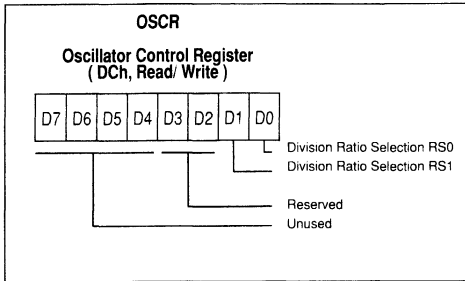 OSCR
Oscillator Control Register
( DCh, Read/ Write )
D7 D6 D5 D4 D3 D2 D1 D0
Division Ratio Selection RS0
Division Ratio Selection RS1
Reserved
Unused